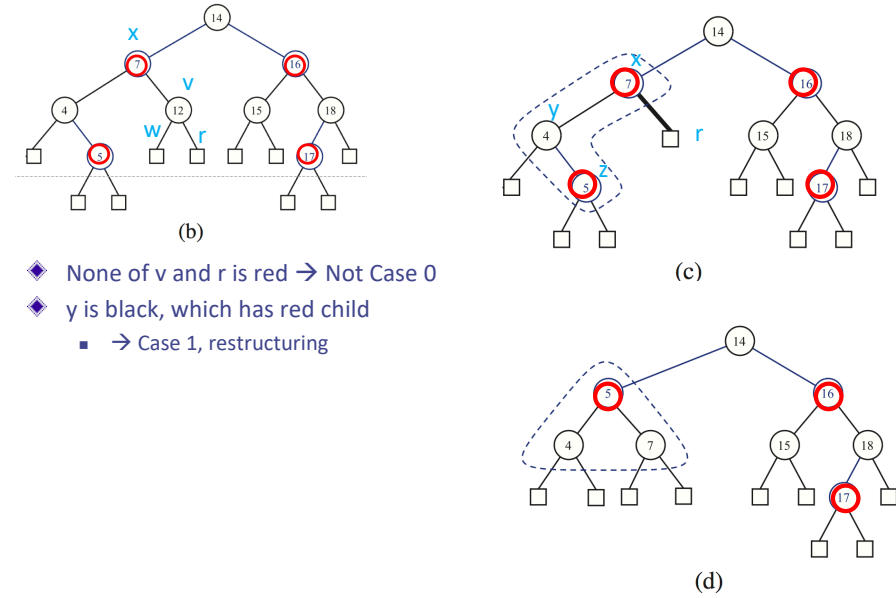 14
x
7
16
v
4
12
15
18
w
r
5
17
(b)
None of v and r is red → Not Case 0
y is black, which has red child
→ Case 1, restructuring
14
x
7
16
y
4
r
15
18
z
5
17
(c)
14
5
16
4
7
15
18
17
(d)